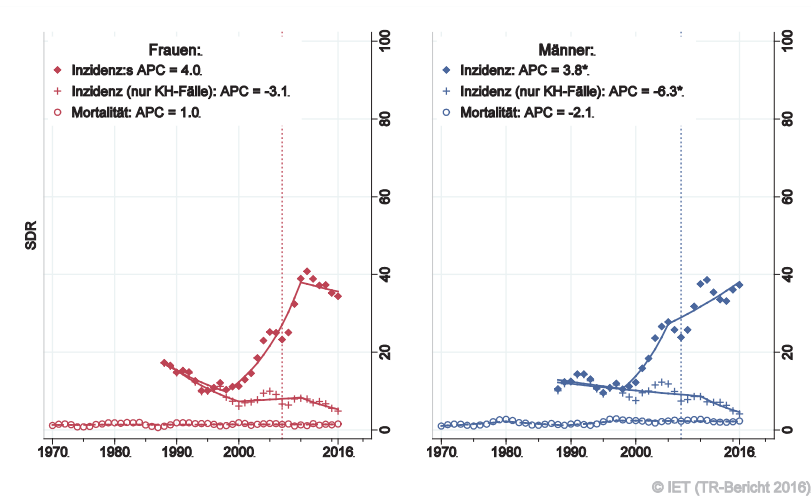 Frauen:
Inzidenz:s APC = 4.0
Inzidenz (nur KH-Fälle): APC = -3.1
Mortalität: APC = 1.0
Männer:
Inzidenz: APC = 3.8*
Inzidenz (nur KH-Fälle): APC = -6.3*
Mortalität: APC = -2.1
SDR
100
80
60
40
20
0
100
80
60
40
20
0
1970
1980
1990
2000
2016
1970
1980
1990
2000
2016
© IET (TR-Bericht 2016)